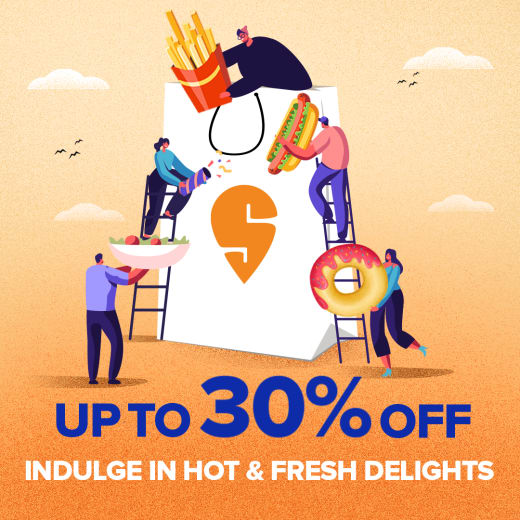 UP TO 30% OFF
INDULGE IN HOT & FRESH DELIGHTS